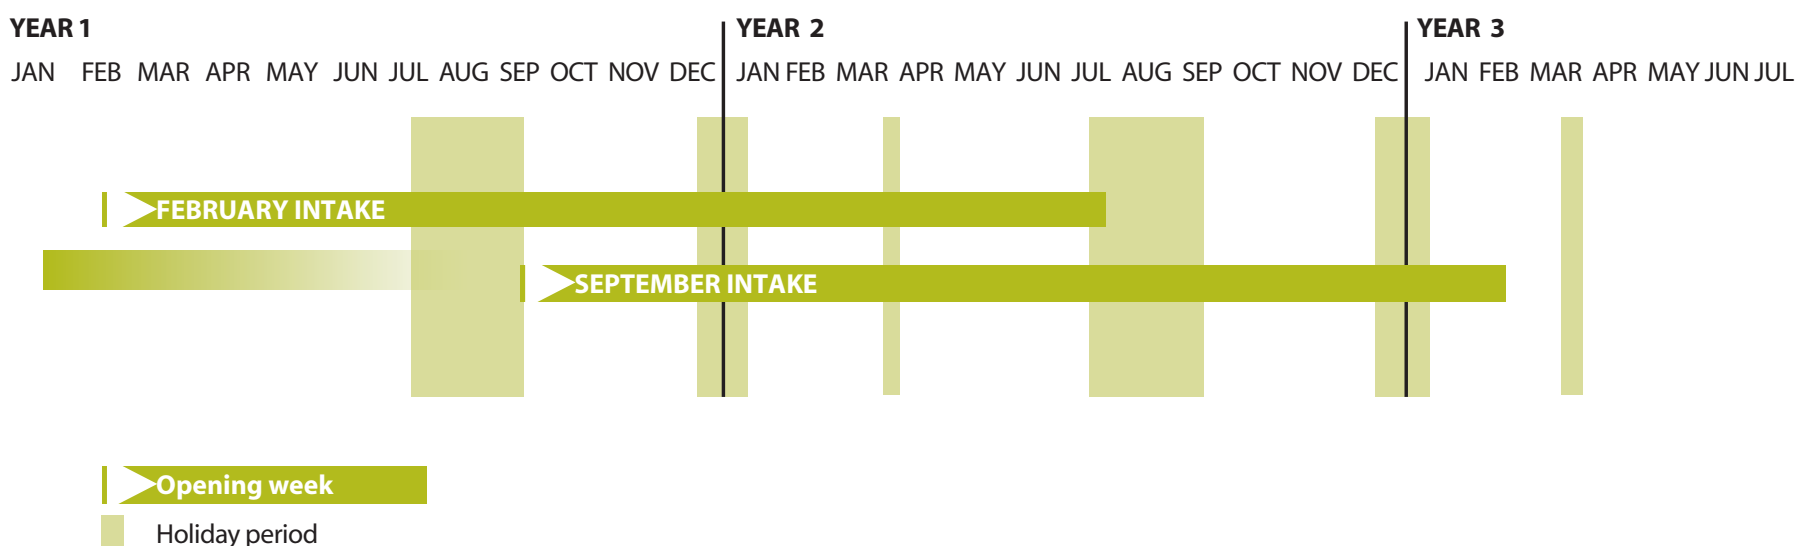 YEAR 1 YEAR 2 YEAR 3
JAN FEB MAR APR MAY JUN JUL AUG SEP OCT NOV DEC JAN FEB MAR APR MAY JUN JUL AUG SEP OCT NOV DEC JAN FEB MAR APR MAY JUN JUL
FEBRUARY INTAKE
SEPTEMBER INTAKE
Opening week
Holiday period